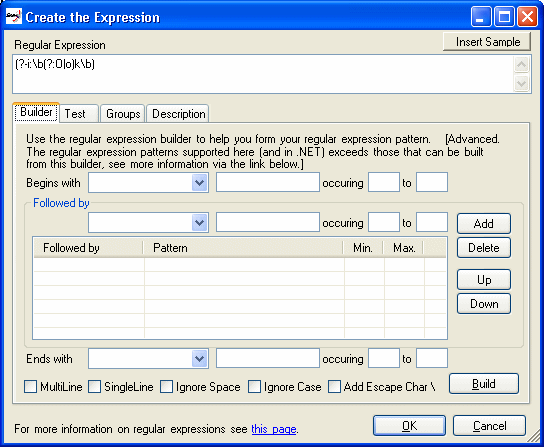 Create the Expression
Regular Expression
Insert Sample
(?-i:\b(?:O|o)k\b)
Builder Test Groups Description
Use the regular expression builder to help you form your regular expression pattern. [Advanced.
The regular expression patterns supported here (and in .NET) exceeds those that can be built
from this builder, see more information via the link below.]
Begins with occuring to
Followed by
occuring to
Add
Followed by Pattern Min. Max.
Delete
Up
Down
Ends with occuring to
MultiLine SingleLine Ignore Space Ignore Case Add Escape Char \
Build
For more information on regular expressions see this page.
OK Cancel